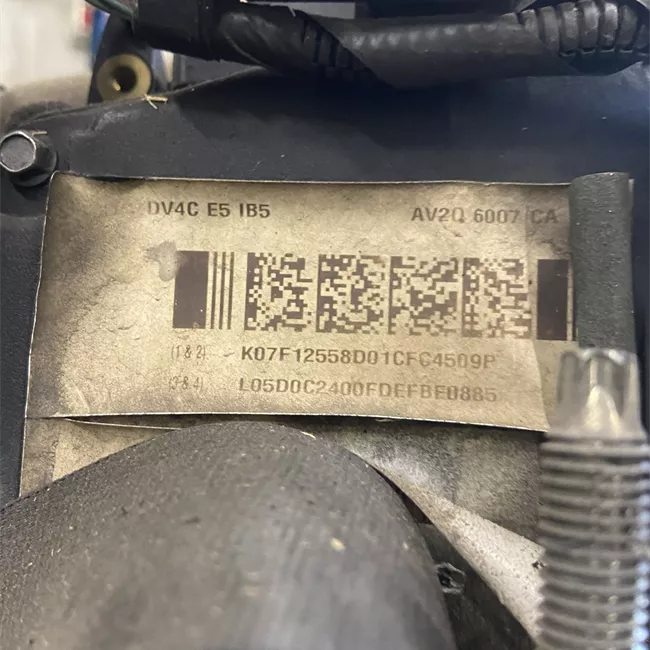 DV4C E5 IB5
AV2Q 6007 CA
(1 & 2) K07F12558D01CFC4509P
(3 & 4) L05D0C2400FDEFBE0885